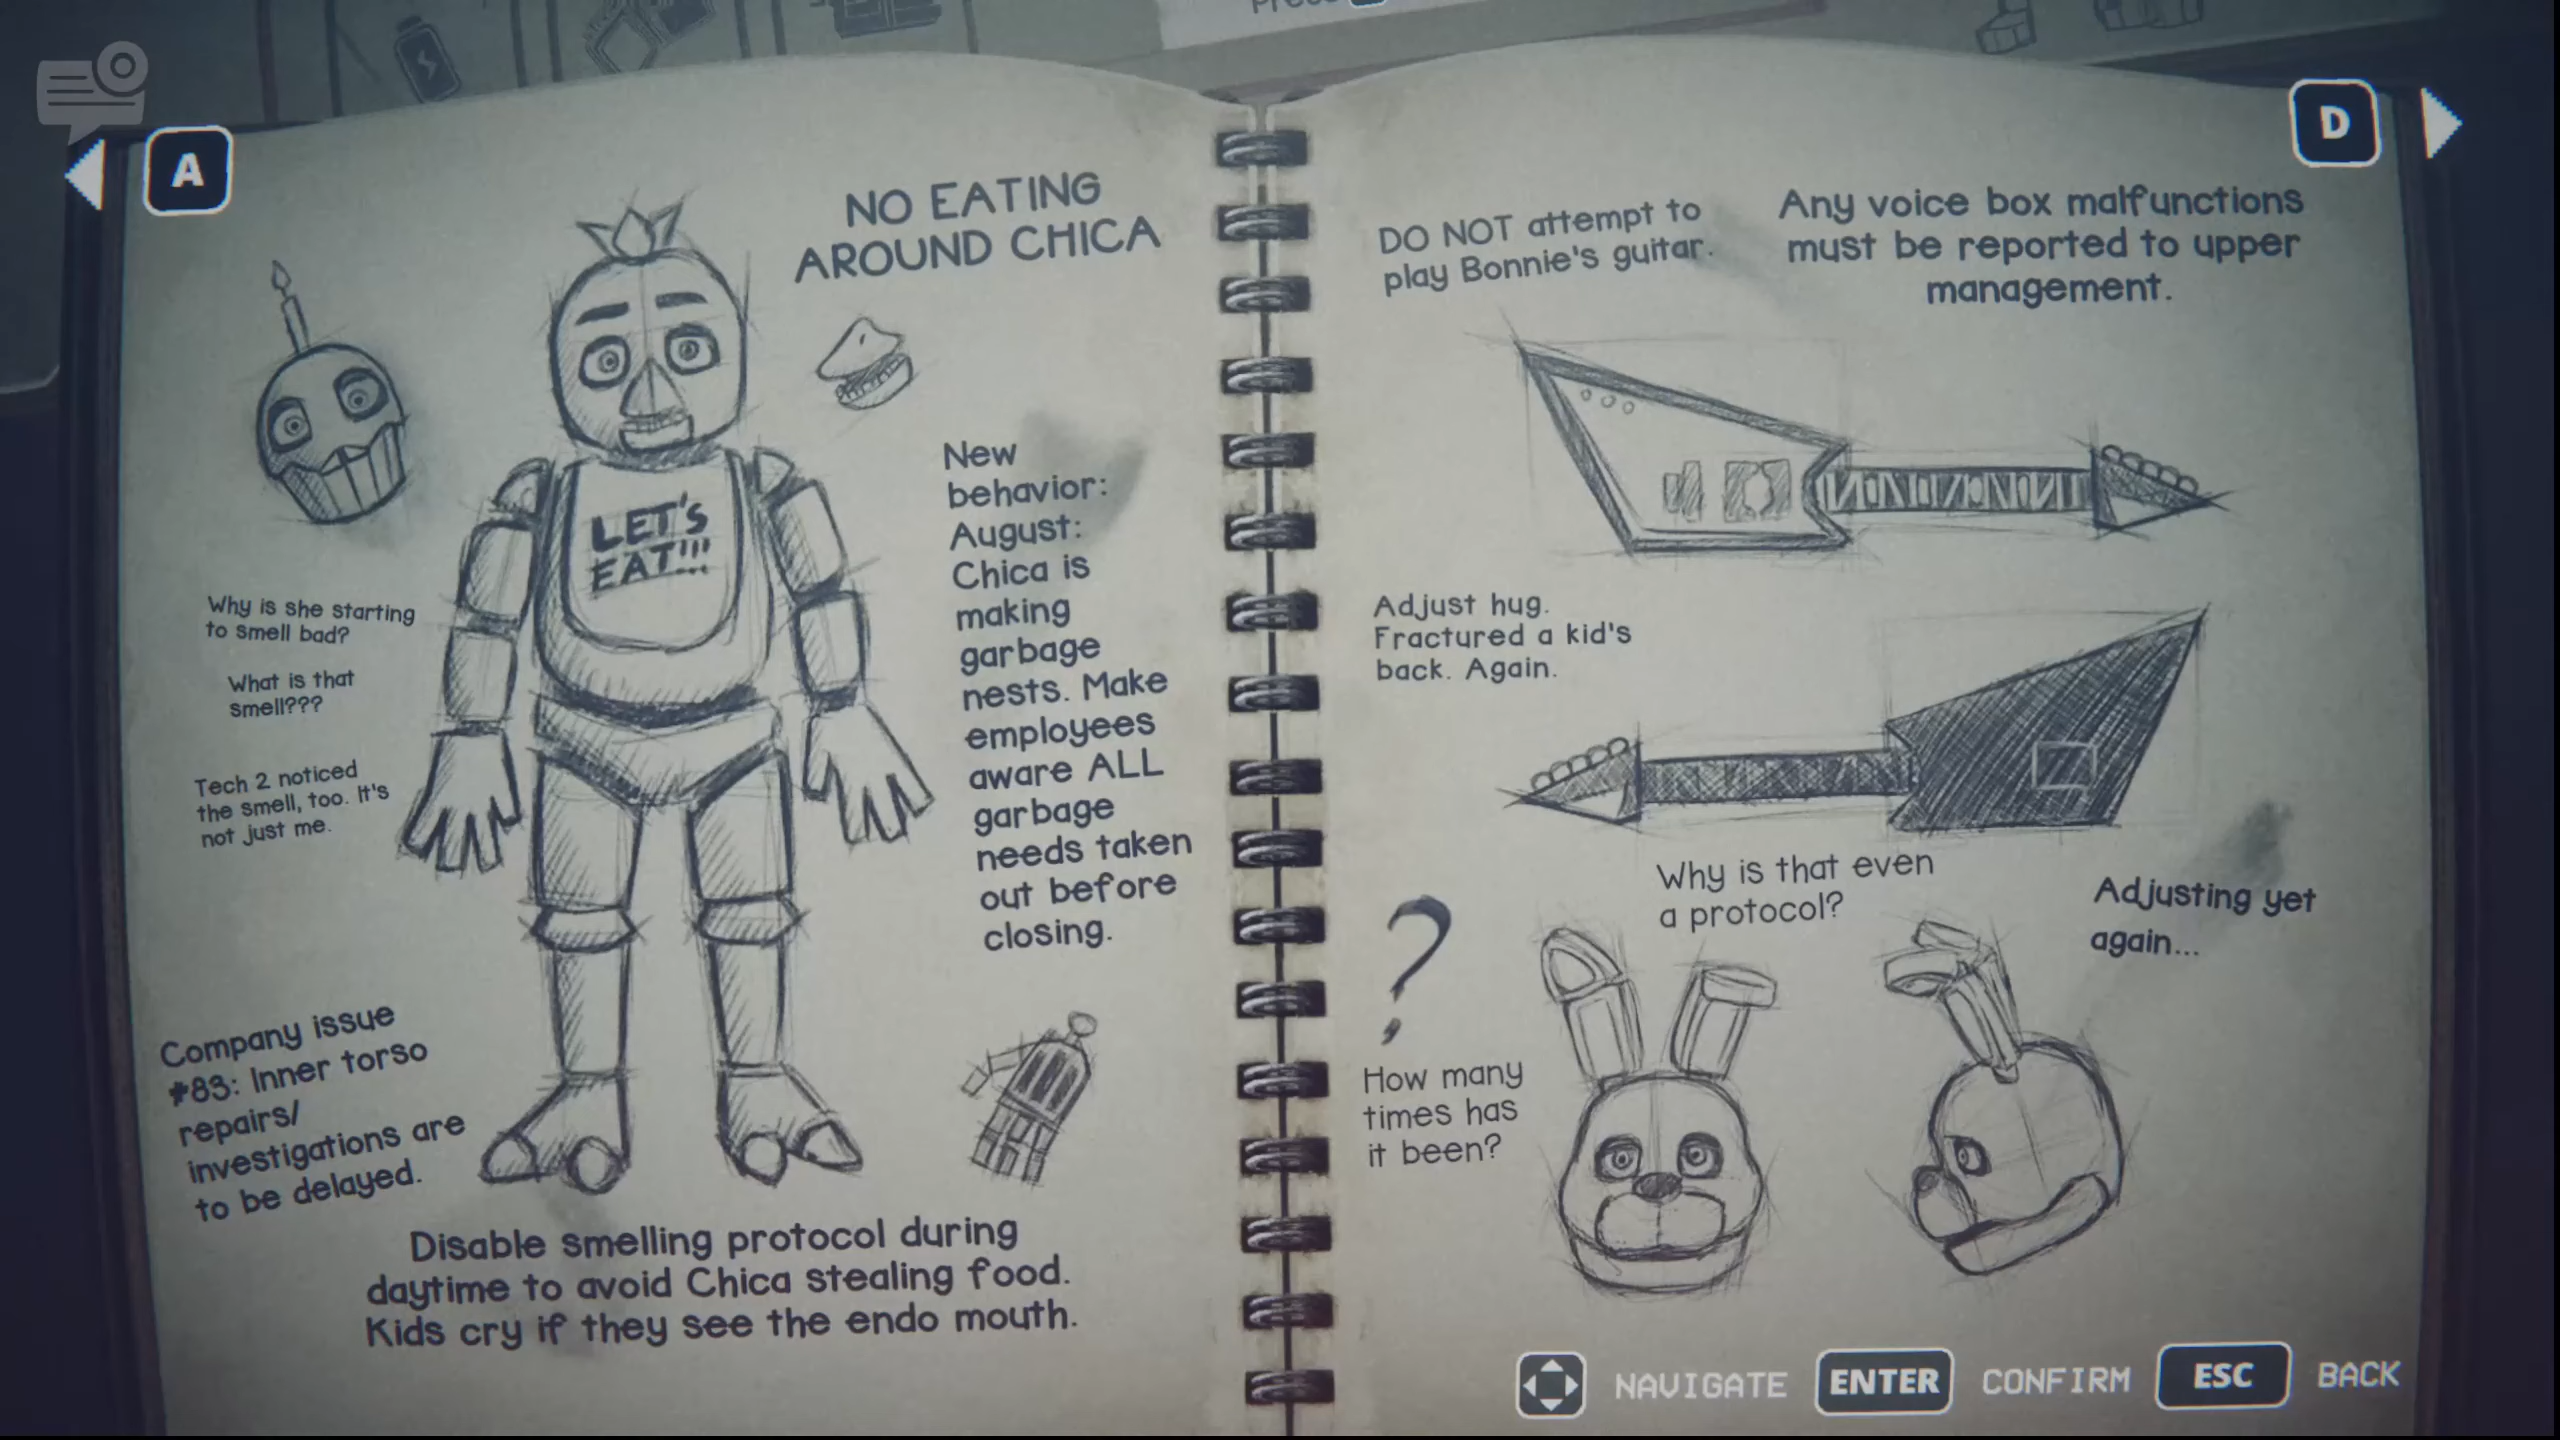 Press
A
D
NO EATING
AROUND CHICA
LET'S
EAT!!!
New
behavior:
August:
Chica is
making
garbage
nests. Make
employees
aware ALL
garbage
needs taken
out before
closing.
Why is she starting
to smell bad?
What is that
smell???
Tech 2 noticed
the smell, too. It's
not just me.
Company issue
#83: Inner torso
repairs/
investigations are
to be delayed.
Disable smelling protocol during
daytime to avoid Chica stealing food.
Kids cry if they see the endo mouth.
DO NOT attempt to
play Bonnie's guitar.
Any voice box malfunctions
must be reported to upper
management.
Adjust hug.
Fractured a kid's
back. Again.
Why is that even
a protocol?
Adjusting yet
again...
?
How many
times has
it been?
NAVIGATE ENTER CONFIRM ESC BACK